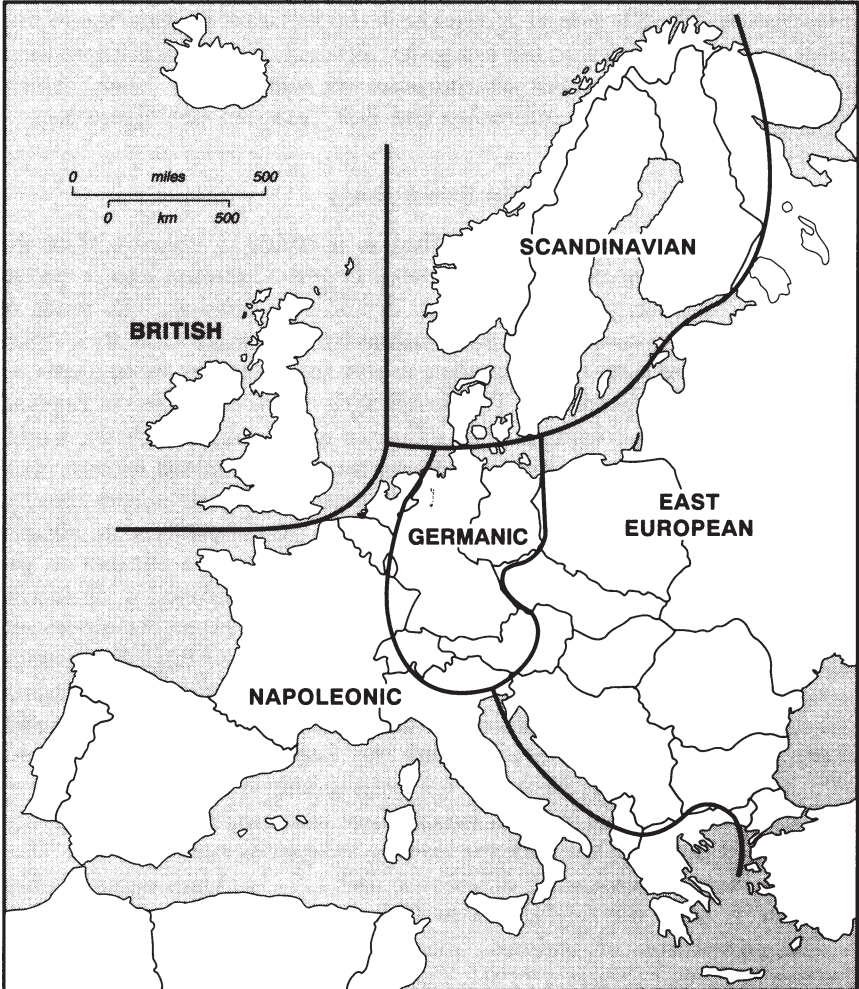 0 miles 500
0 km 500
SCANDINAVIAN
BRITISH
EAST
EUROPEAN
GERMANIC
NAPOLEONIC